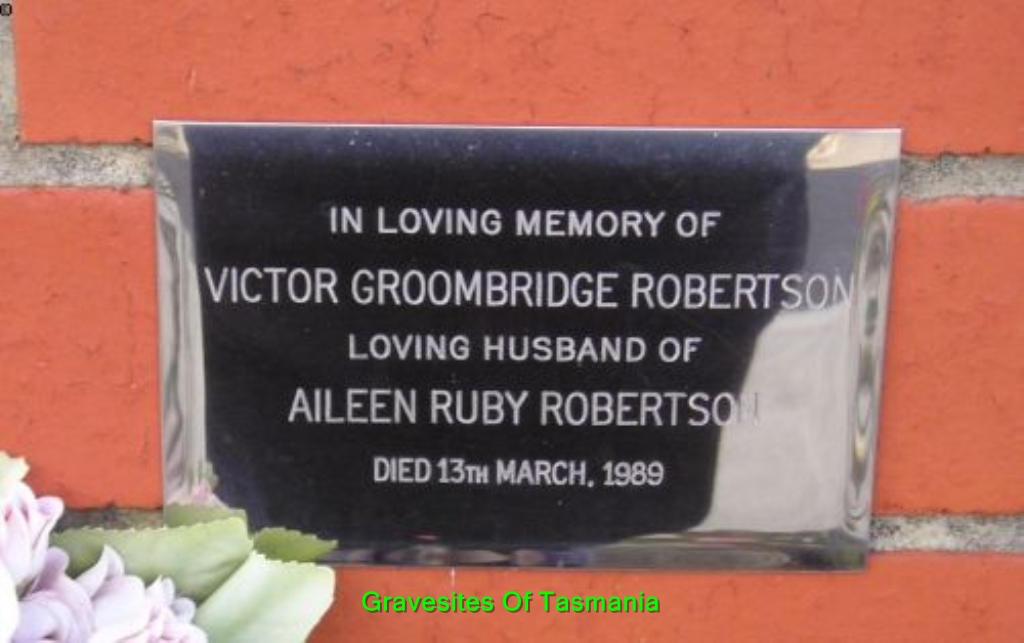 IN LOVING MEMORY OF
VICTOR GROOMBRIDGE ROBERTSON
LOVING HUSBAND OF
AILEEN RUBY ROBERTSON
DIED 13TH MARCH, 1989
Gravesites Of Tasmania